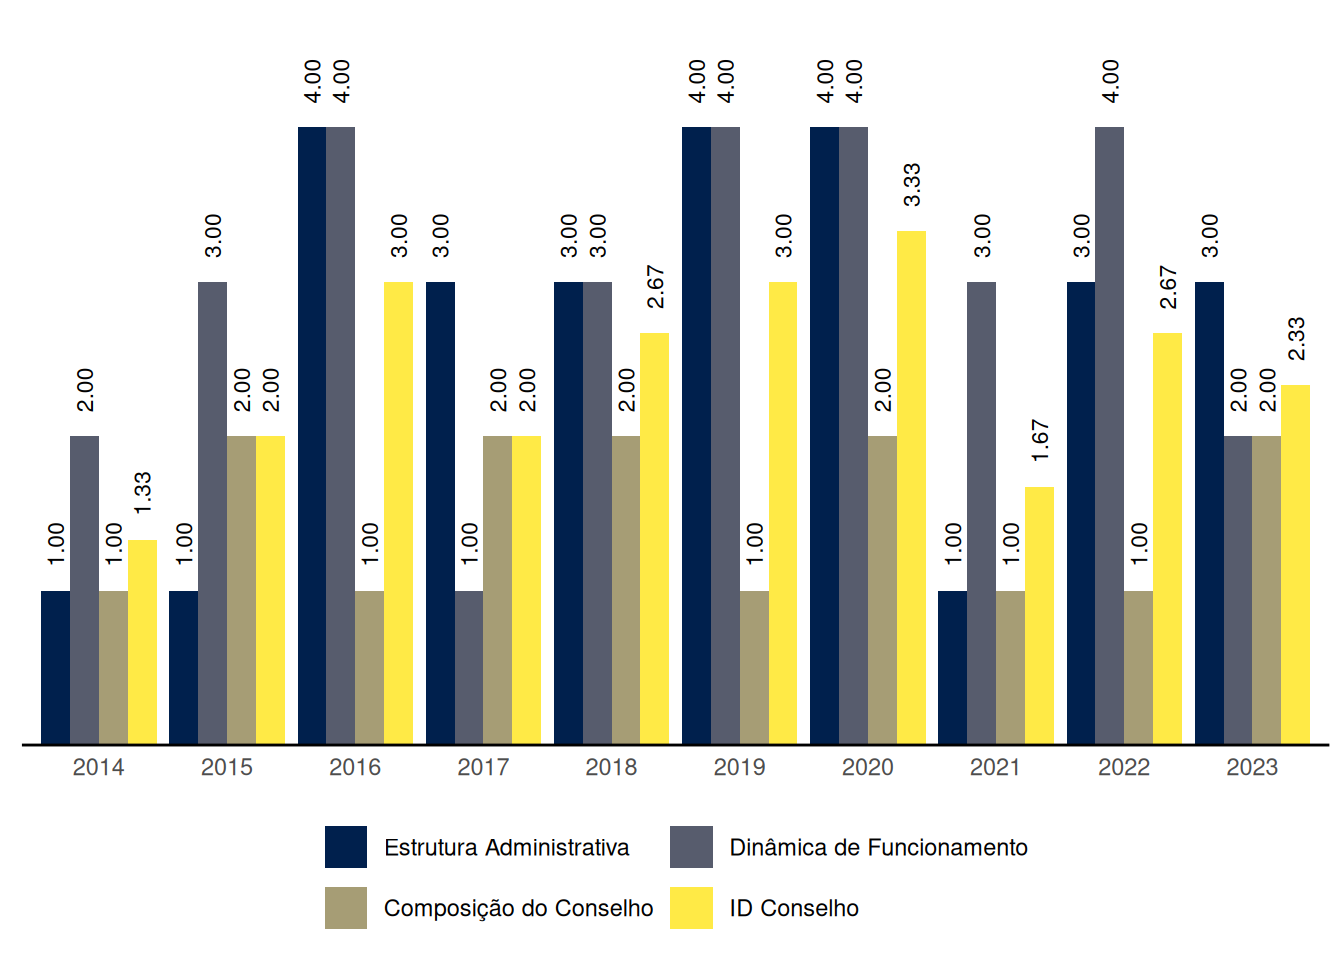 4.00 4.00 4.00 4.00 4.00 4.00 4.00
3.33
3.00 3.00 3.00 3.00 3.00 3.00 3.00 3.00 3.00
2.67 2.67
2.33
2.00 2.00 2.00 2.00 2.00 2.00 2.00 2.00 2.00
1.67
1.33
1.00 1.00 1.00 1.00 1.00 1.00 1.00 1.00 1.00
2014 2015 2016 2017 2018 2019 2020 2021 2022 2023
Estrutura Administrativa Dinâmica de Funcionamento
Composição do Conselho ID Conselho